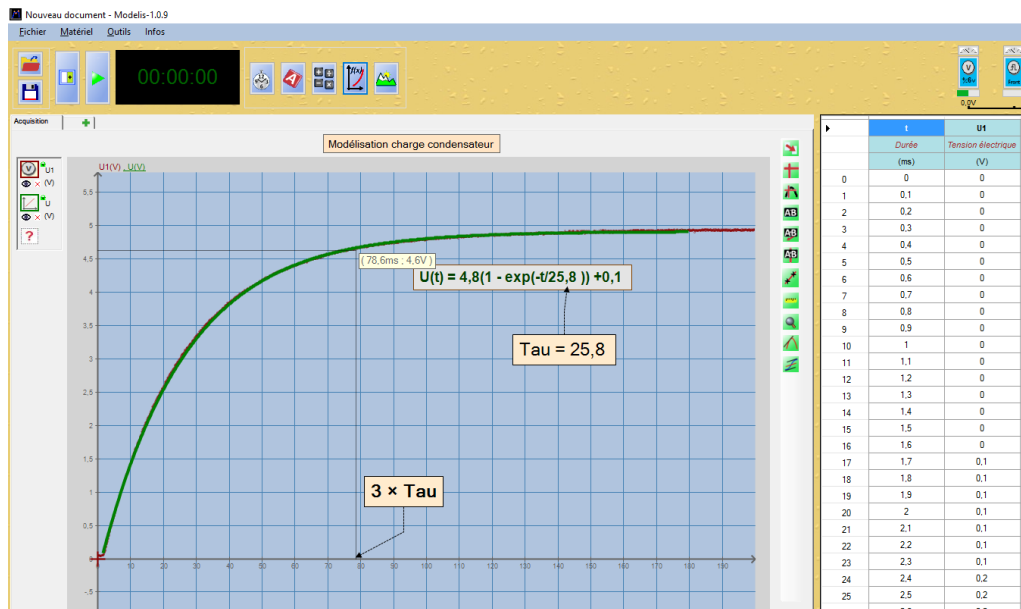 Nouveau document - Modelis-1.0.9
Fichier Matériel Outils Infos
00:00:00
f(x)
V
1:6v
0,0V
Acquisition
Modélisation charge condensateur
U1(V) U(V)
U1
(V)
U
(V)
?
5,5
5
4,5
4
3,5
3
2,5
2
1,5
1
0,5
-,5
10 20 30 40 50 60 70 80 90 100 110 120 130 140 150 160 170 180 190
(78,6ms ; 4,6V )
U(t) = 4,8(1 - exp(-t/25,8 )) +0,1
Tau = 25,8
3 × Tau
AB
AB
AB
t U1
Durée Tension électrique
(ms) (V)
0 0 0
1 0,1 0
2 0,2 0
3 0,3 0
4 0,4 0
5 0,5 0
6 0,6 0
7 0,7 0
8 0,8 0
9 0,9 0
10 1 0
11 1,1 0
12 1,2 0
13 1,3 0
14 1,4 0
15 1,5 0
16 1,6 0
17 1,7 0,1
18 1,8 0,1
19 1,9 0,1
20 2 0,1
21 2,1 0,1
22 2,2 0,1
23 2,3 0,1
24 2,4 0,2
25 2,5 0,2